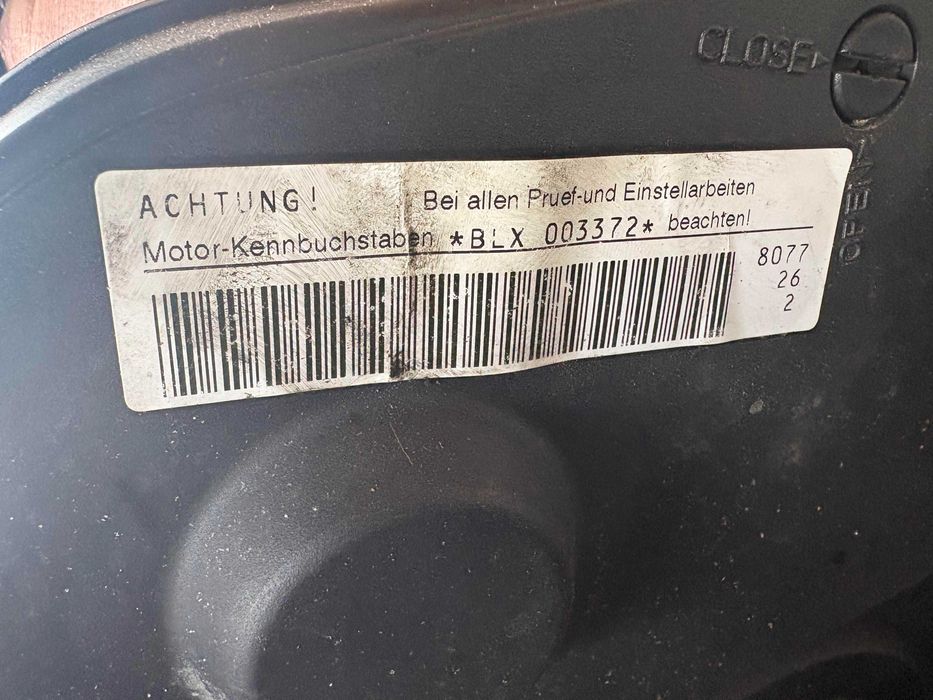 CLOSE
OPEN
ACHTUNG! Bei allen Pruef-und Einstellarbeiten
Motor-Kennbuchstaben *BLX 003372* beachten!
8077
26
2